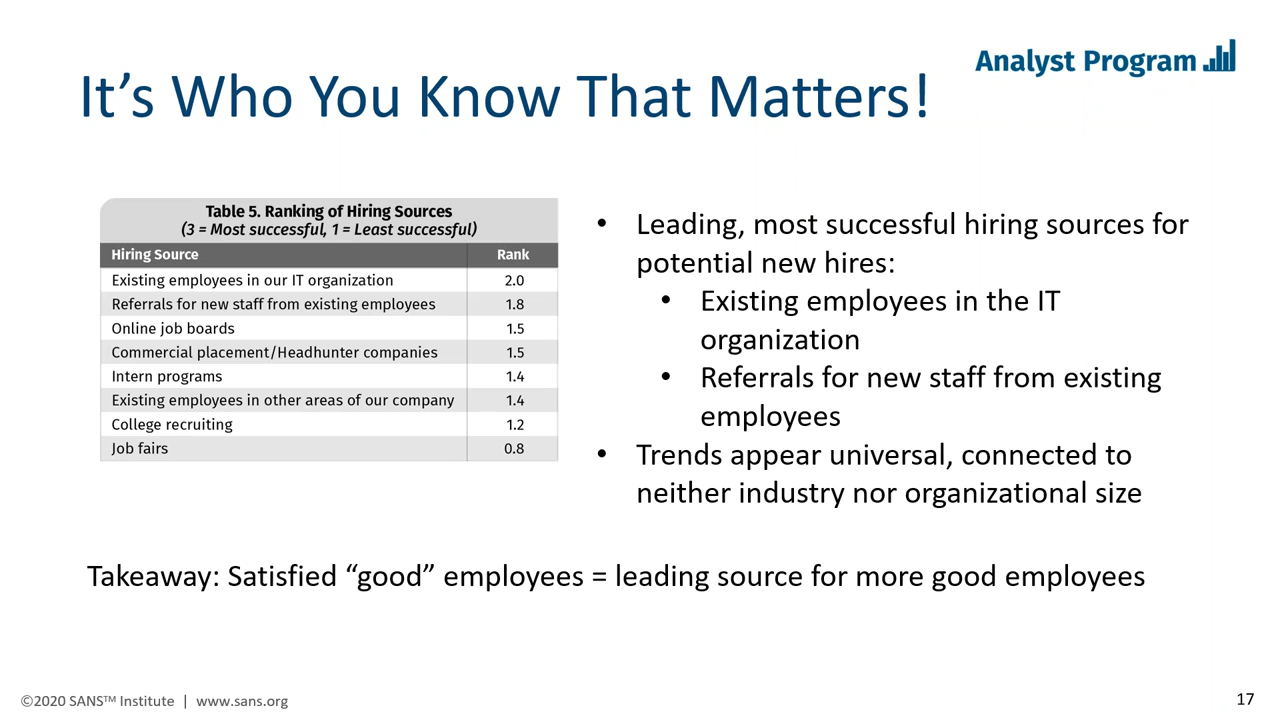 Analyst Program
It’s Who You Know That Matters!
Table 5. Ranking of Hiring Sources
(3 = Most successful, 1 = Least successful)
Hiring Source Rank
Existing employees in our IT organization 2.0
Referrals for new staff from existing employees 1.8
Online job boards 1.5
Commercial placement/Headhunter companies 1.5
Intern programs 1.4
Existing employees in other areas of our company 1.4
College recruiting 1.2
Job fairs 0.8
• Leading, most successful hiring sources for
potential new hires:
• Existing employees in the IT
organization
• Referrals for new staff from existing
employees
• Trends appear universal, connected to
neither industry nor organizational size
Takeaway: Satisfied “good” employees = leading source for more good employees
©2020 SANS™ Institute | www.sans.org
17